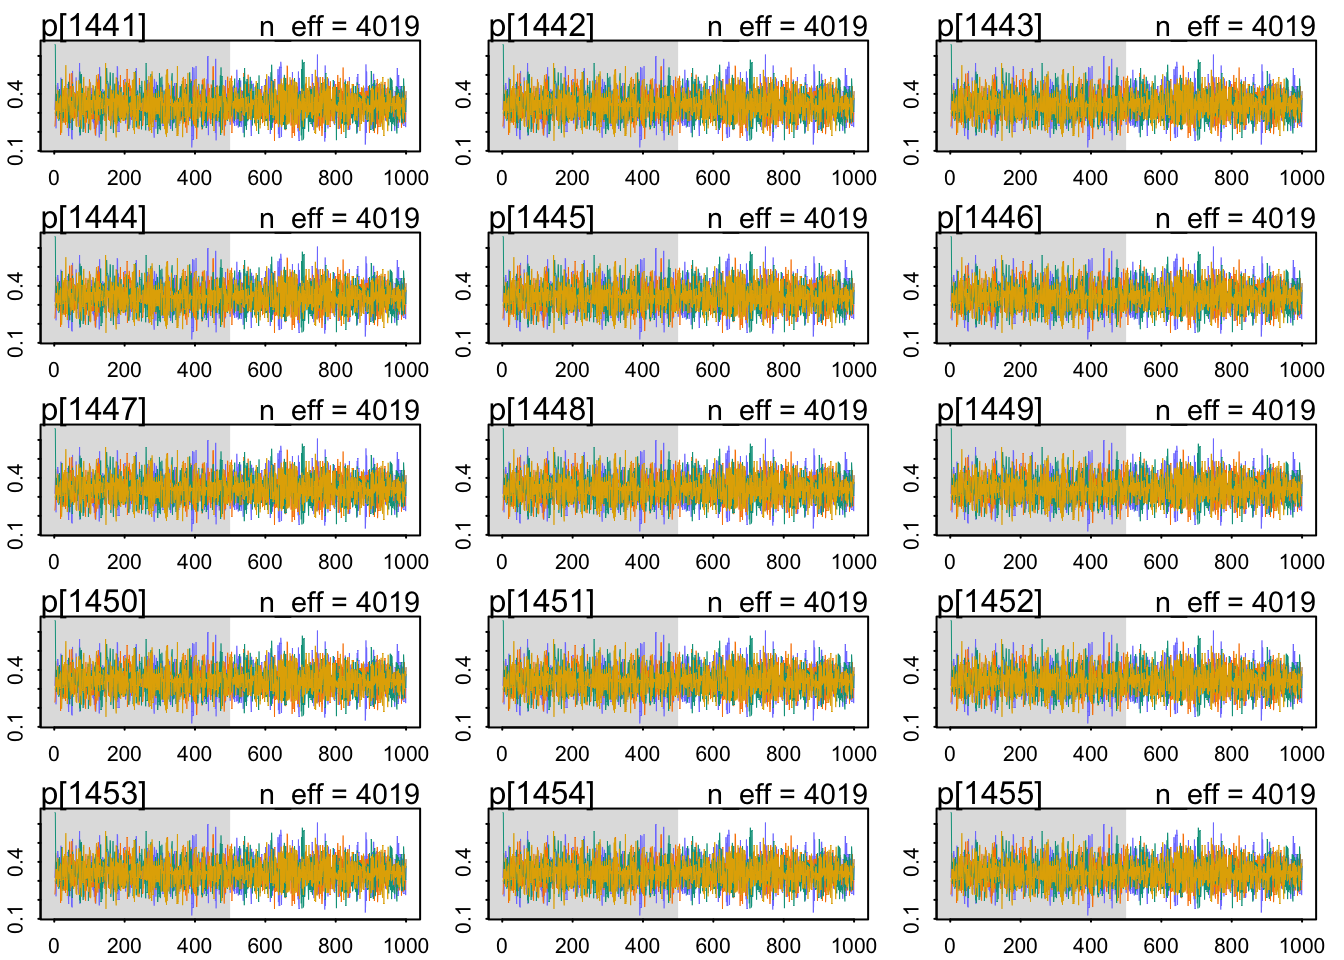 p[1441] n_eff = 4019 p[1442] n_eff = 4019 p[1443] n_eff = 4019
0.1 0.4 0.1 0.4 0.1 0.4
0 200 400 600 800 1000 0 200 400 600 800 1000 0 200 400 600 800 1000
p[1444] n_eff = 4019 p[1445] n_eff = 4019 p[1446] n_eff = 4019
0.1 0.4 0.1 0.4 0.1 0.4
0 200 400 600 800 1000 0 200 400 600 800 1000 0 200 400 600 800 1000
p[1447] n_eff = 4019 p[1448] n_eff = 4019 p[1449] n_eff = 4019
0.1 0.4 0.1 0.4 0.1 0.4
0 200 400 600 800 1000 0 200 400 600 800 1000 0 200 400 600 800 1000
p[1450] n_eff = 4019 p[1451] n_eff = 4019 p[1452] n_eff = 4019
0.1 0.4 0.1 0.4 0.1 0.4
0 200 400 600 800 1000 0 200 400 600 800 1000 0 200 400 600 800 1000
p[1453] n_eff = 4019 p[1454] n_eff = 4019 p[1455] n_eff = 4019
0.1 0.4 0.1 0.4 0.1 0.4
0 200 400 600 800 1000 0 200 400 600 800 1000 0 200 400 600 800 1000